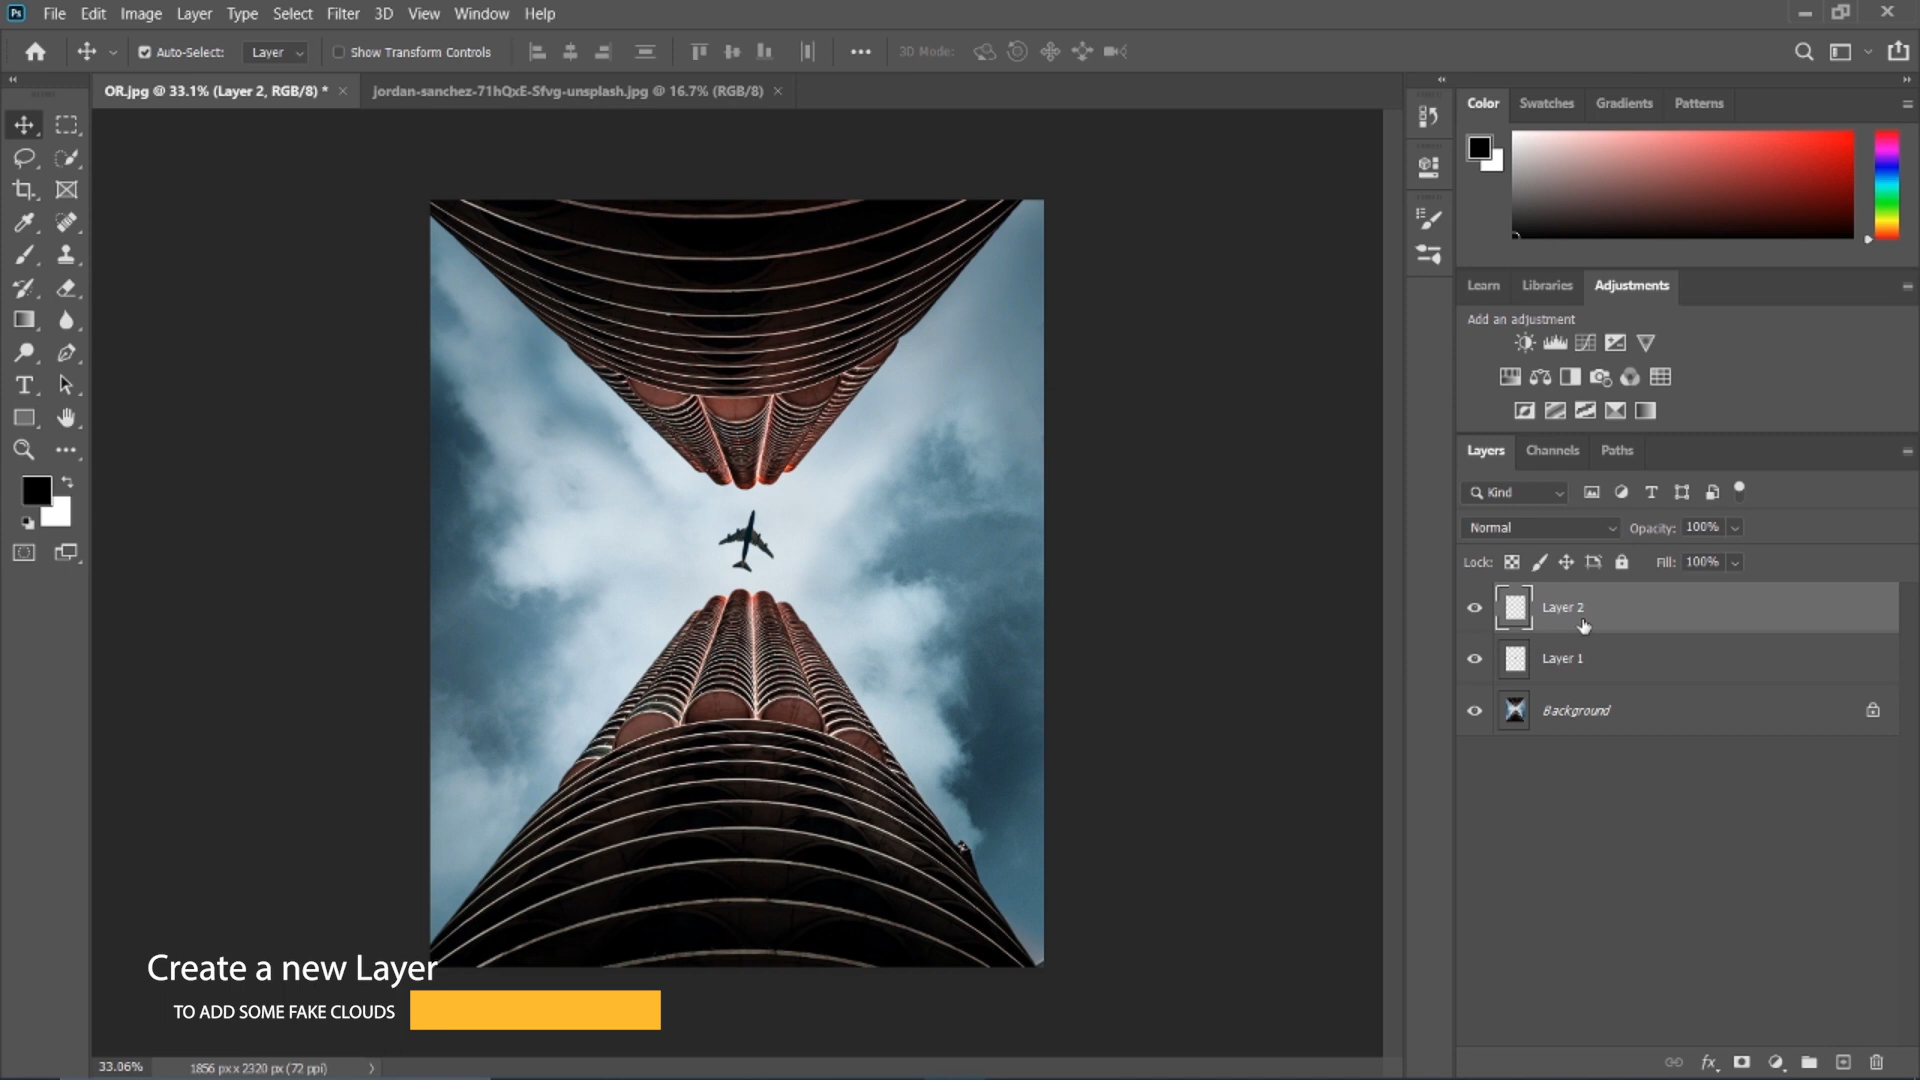 Ps File Edit Image Layer Type Select Filter 3D View Window Help
Auto-Select: Layer Show Transform Controls 3D Mode:
OR.jpg @ 33.1% (Layer 2, RGB/8) * jordan-sanchez-71hQxE-Sfvg-unsplash.jpg @ 16.7% (RGB/8)
Color Swatches Gradients Patterns
Learn Libraries Adjustments
Add an adjustment
Layers Channels Paths
Kind
Normal Opacity: 100%
Lock: Fill: 100%
Layer 2
Layer 1
Background
Create a new Layer
TO ADD SOME FAKE CLOUDS
33.06% 1856 px x 2320 px (72 ppi)